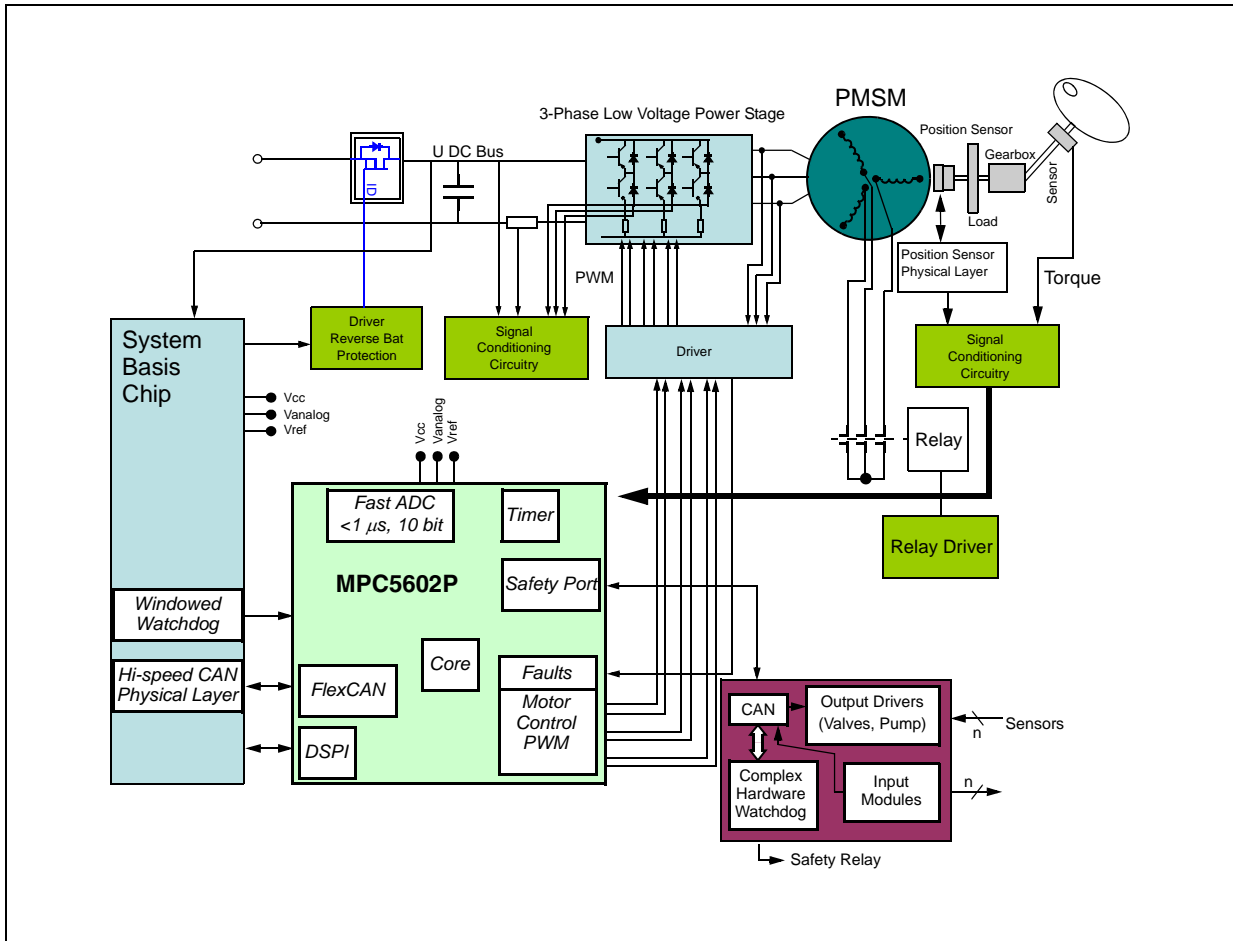 PMSM
3-Phase Low Voltage Power Stage
Position Sensor
Gearbox
Sensor
U DC Bus
ID
Load
Position Sensor
Physical Layer
Torque
PWM
Driver
Reverse Bat
Protection
Signal
Conditioning
Circuitry
Driver
Signal
Conditioning
Circuitry
System
Basis
Chip
Vcc
Vanalog
Vref
Vcc
Vanalog
Vref
Relay
Relay Driver
Fast ADC
<1 μs, 10 bit
Timer
MPC5602P
Safety Port
Windowed
Watchdog
Core
Hi-speed CAN
Physical Layer
FlexCAN
Faults
Motor
Control
PWM
DSPI
CAN
Output Drivers
(Valves, Pump)
n
Sensors
Complex
Hardware
Watchdog
Input
Modules
n
Safety Relay